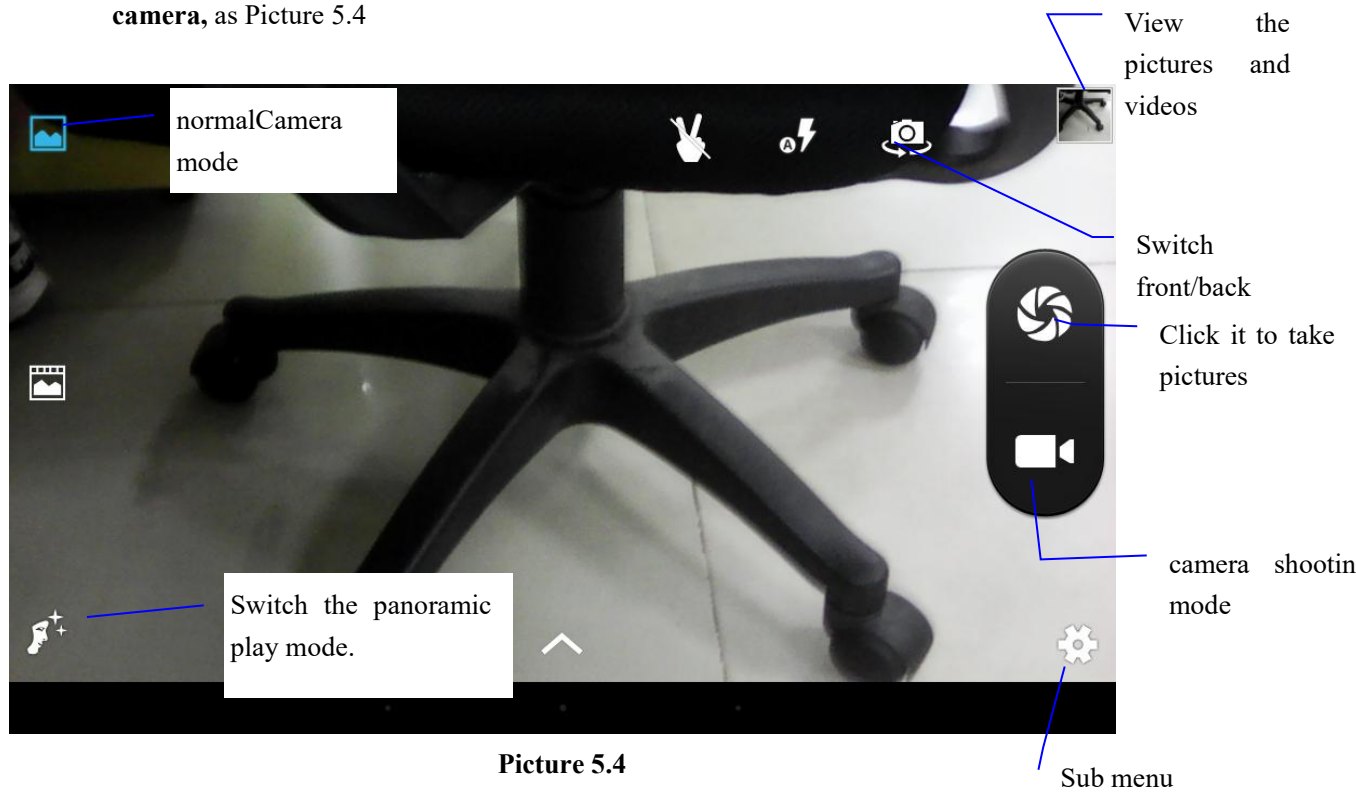 camera, as Picture 5.4
View the
pictures and
videos
normalCamera
mode
A
Switch
front/back
Click it to take
pictures
camera shootin
mode
Switch the panoramic
play mode.
Picture 5.4
Sub menu